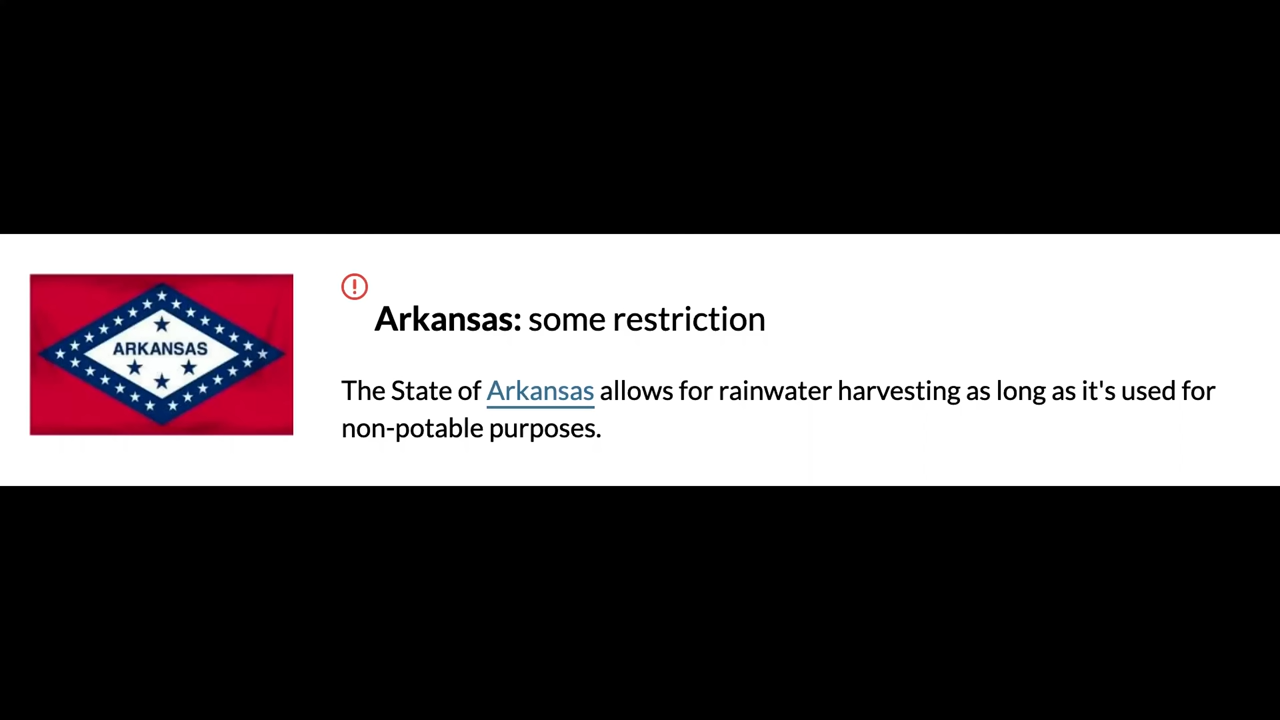 ARKANSAS
Arkansas: some restriction
The State of Arkansas allows for rainwater harvesting as long as it's used for
non-potable purposes.